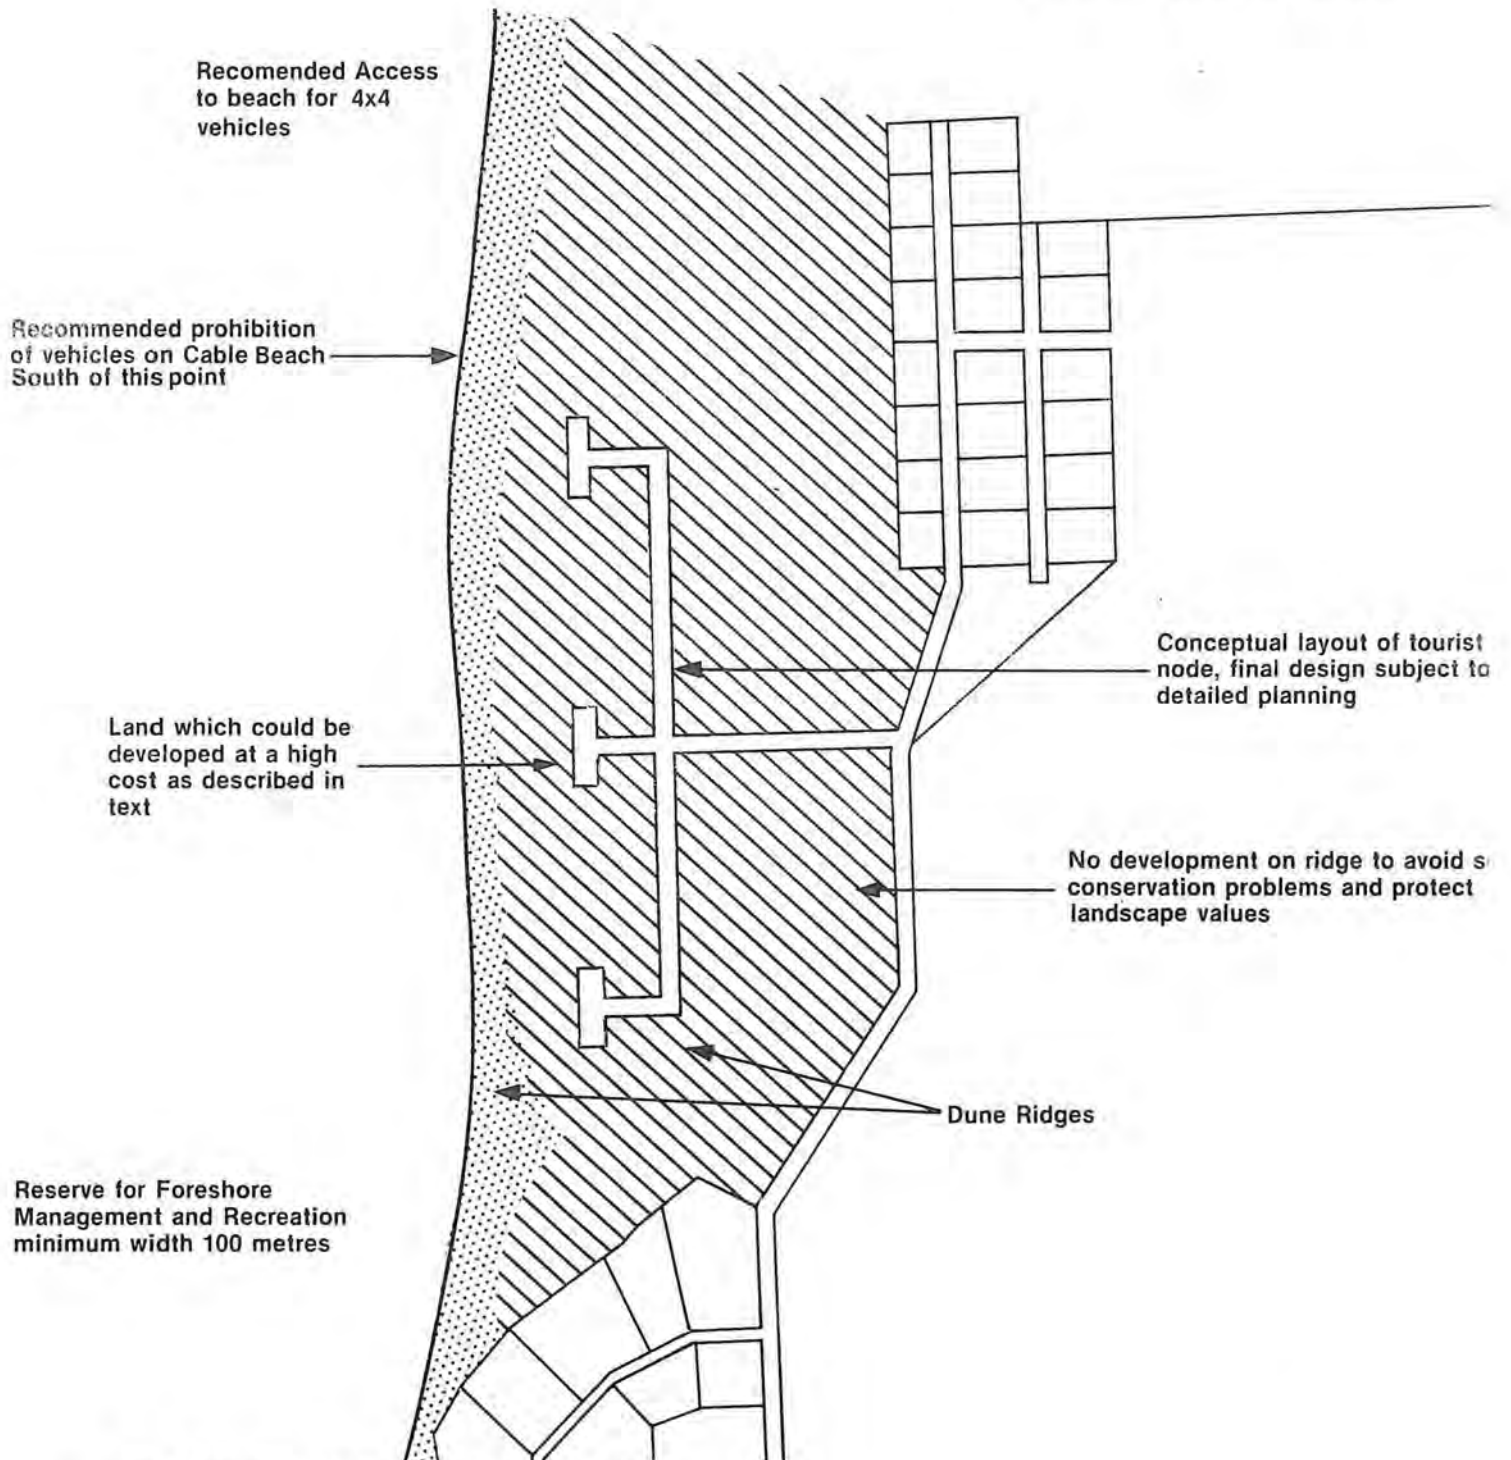 Recomended Access
to beach for 4x4
vehicles
Recommended prohibition
of vehicles on Cable Beach
South of this point
Conceptual layout of tourist
node, final design subject to
detailed planning
Land which could be
developed at a high
cost as described in
text
No development on ridge to avoid
conservation problems and protect
landscape values
Dune Ridges
Reserve for Foreshore
Management and Recreation
minimum width 100 metres